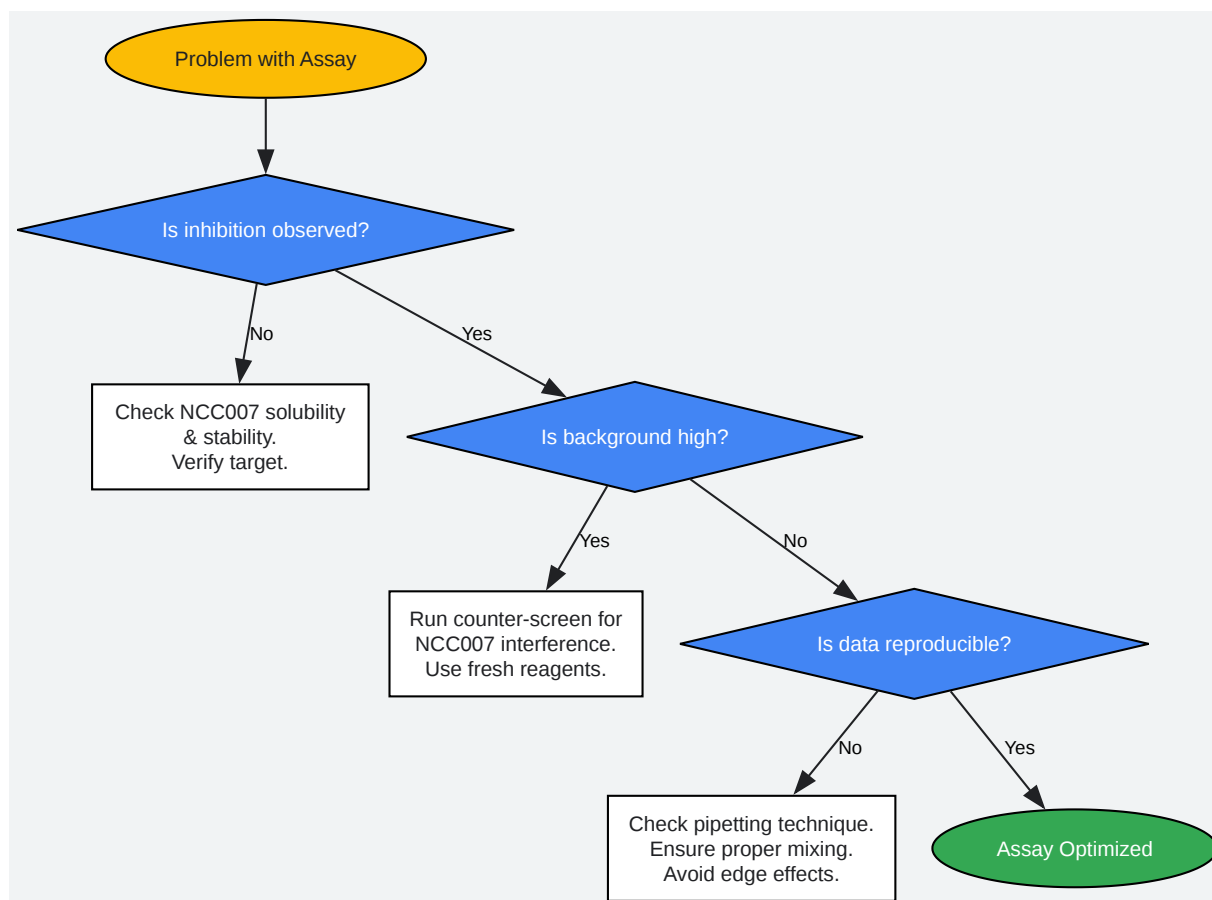 Problem with Assay
Is inhibition observed?
No
Yes
Check NCC007 solubility
& stability.
Verify target.
Is background high?
Yes
No
Run counter-screen for
NCC007 interference.
Use fresh reagents.
Is data reproducible?
No
Yes
Check pipetting technique.
Ensure proper mixing.
Avoid edge effects.
Assay Optimized